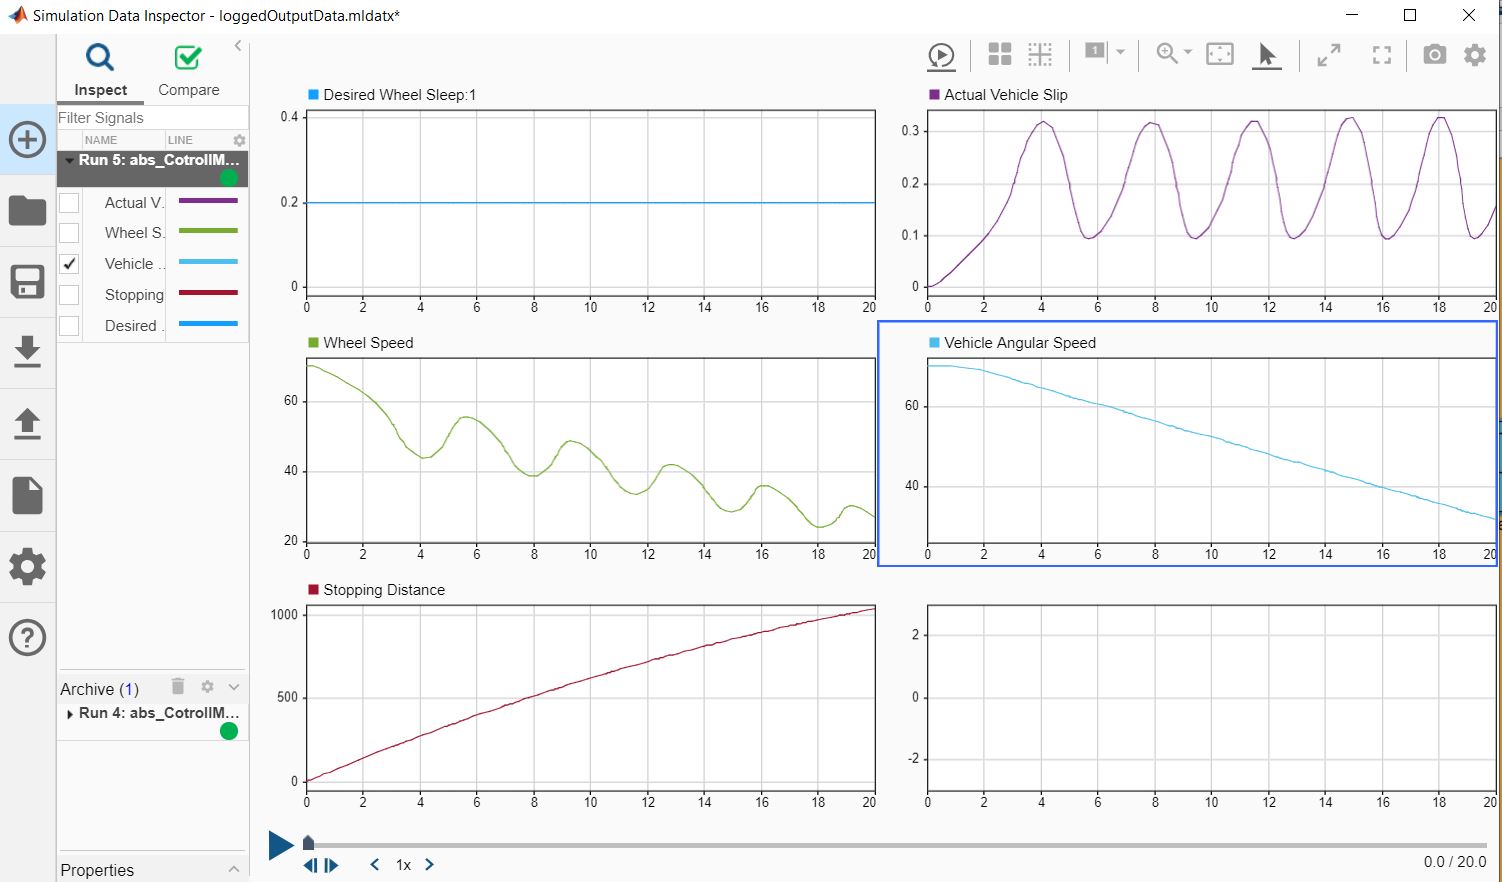 Simulation Data Inspector - loggedOutputData.mldatx*
Inspect
Compare
Filter Signals
NAME LINE
Run 5: abs_CotrollM...
Actual V.
Wheel S.
Vehicle ..
Stopping
Desired .
Archive (1)
Run 4: abs_CotrollM...
Properties
1
Desired Wheel Sleep:1
0.4
0.2
0
0 2 4 6 8 10 12 14 16 18 20
Actual Vehicle Slip
0.3
0.2
0.1
0
0 2 4 6 8 10 12 14 16 18 20
Wheel Speed
60
40
20
0 2 4 6 8 10 12 14 16 18 20
Vehicle Angular Speed
60
40
0 2 4 6 8 10 12 14 16 18 20
Stopping Distance
1000
500
0
0 2 4 6 8 10 12 14 16 18 20
2
0
-2
0 2 4 6 8 10 12 14 16 18 20
1x
0.0 / 20.0